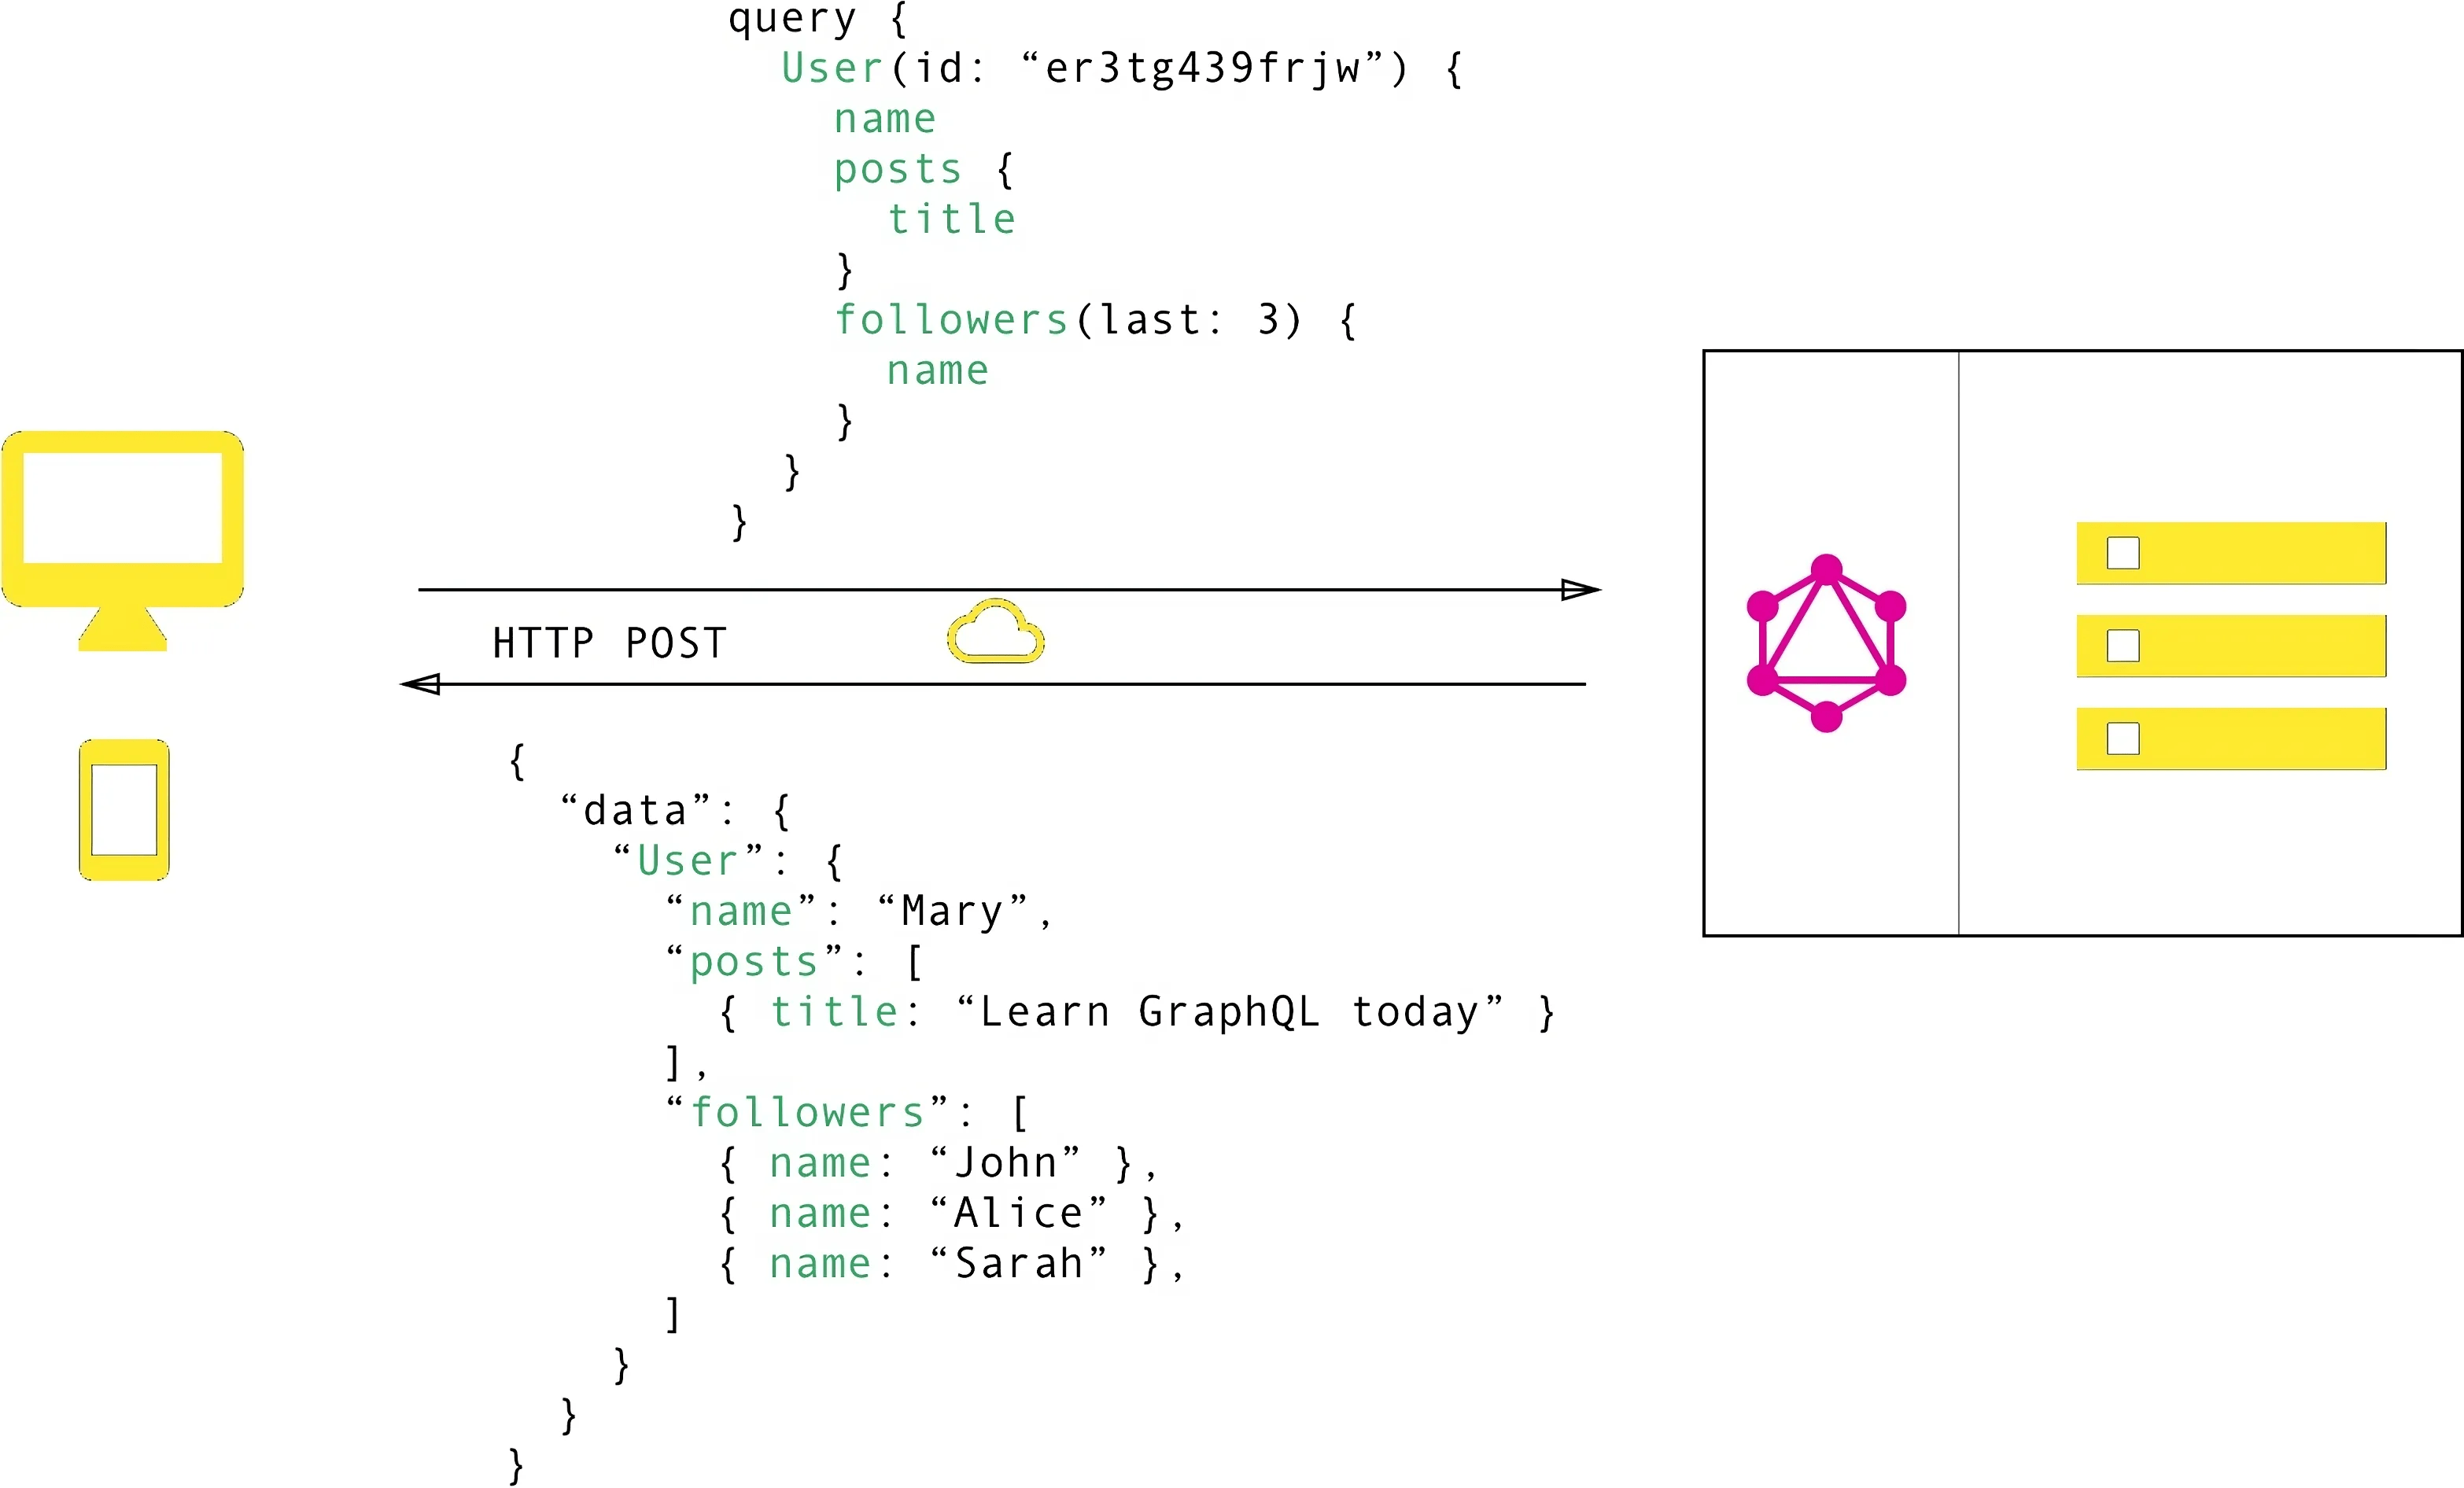 query {
User(id: “er3tg439frjw”) {
name
posts {
title
}
followers(last: 3) {
name
}
}
}
HTTP POST
{
“data”: {
“User”: {
“name”: “Mary”,
“posts”: [
{ title: “Learn GraphQL today” }
],
“followers”: [
{ name: “John” },
{ name: “Alice” },
{ name: “Sarah” },
]
}
}
}